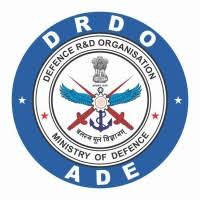 DRDO
DEFENCE R&D ORGANISATION
बलस्य मूलं विज्ञानम्
MINISTRY OF DEFENCE
ADE